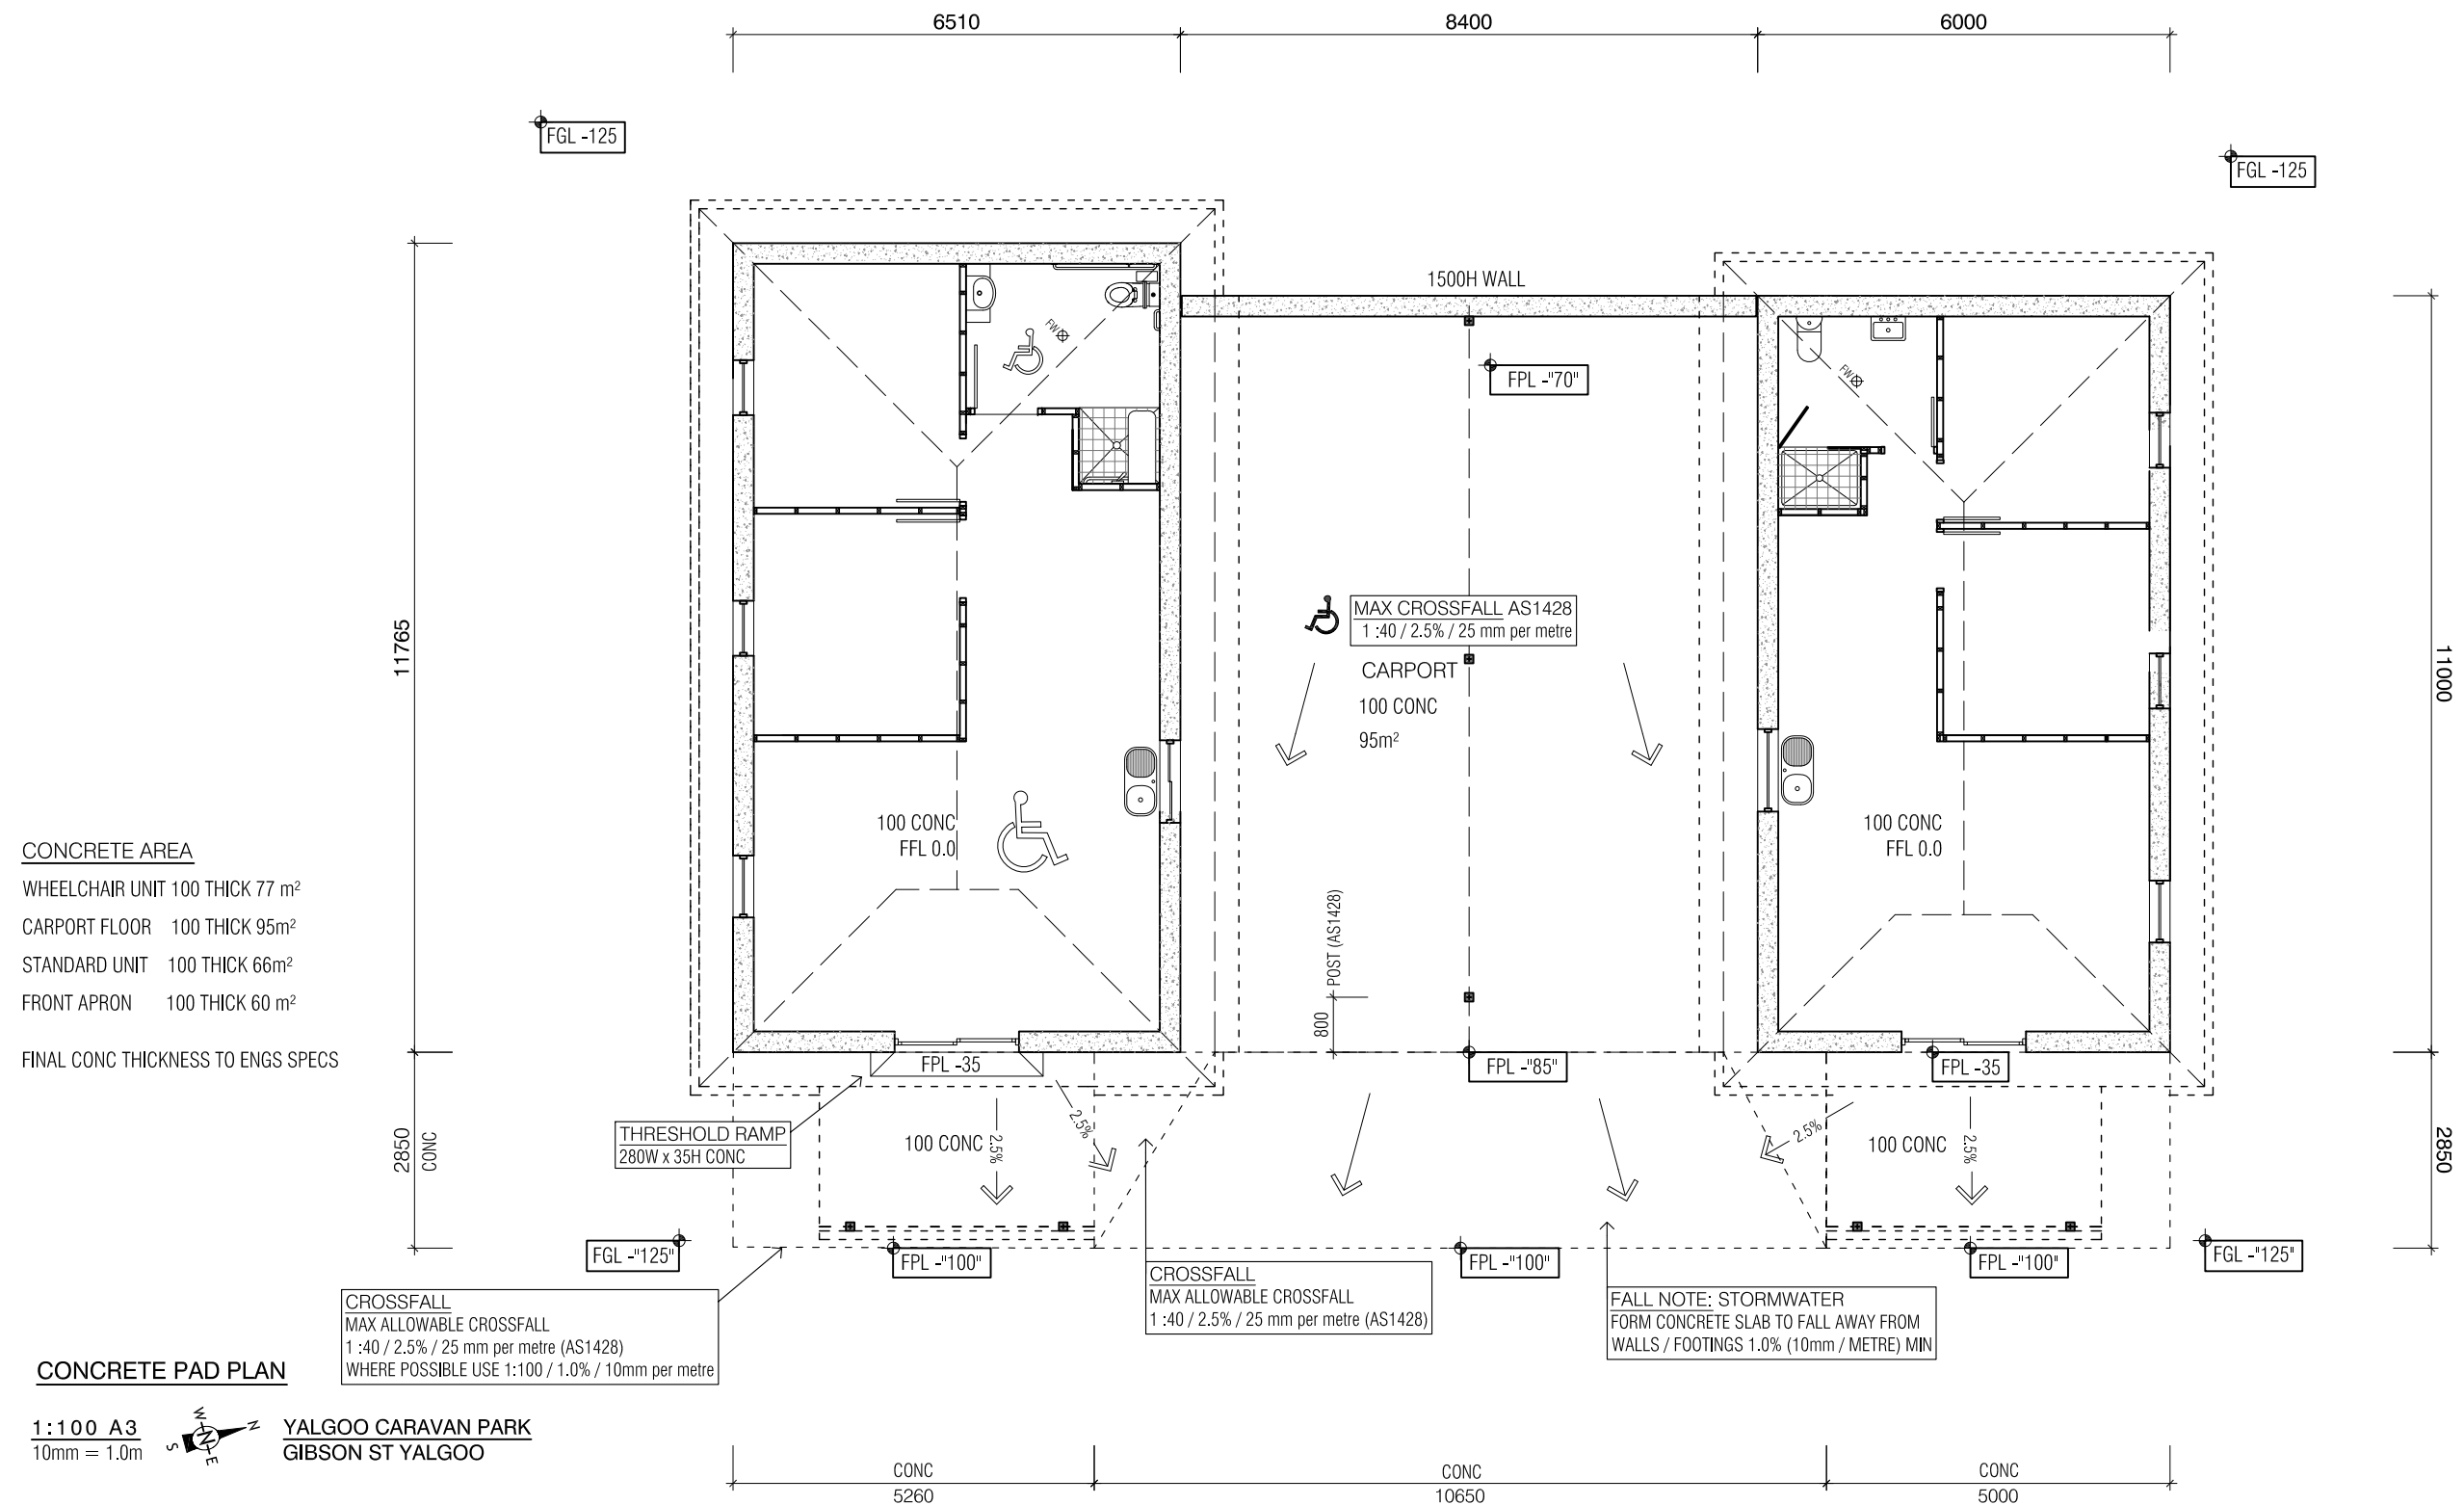 6510
8400
6000
FGL -125
FGL -125
1500H WALL
FW
FW
FPL -"70"
11765
11000
MAX CROSSFALL AS1428
1 :40 / 2.5% / 25 mm per metre
CARPORT
100 CONC
95m²
100 CONC
FFL 0.0
100 CONC
FFL 0.0
CONCRETE AREA
WHEELCHAIR UNIT 100 THICK 77 m²
CARPORT FLOOR 100 THICK 95m²
STANDARD UNIT 100 THICK 66m²
FRONT APRON 100 THICK 60 m²
FINAL CONC THICKNESS TO ENGS SPECS
800
POST (AS1428)
FPL -35
FPL -"85"
FPL -35
2850
CONC
2850
THRESHOLD RAMP
280W x 35H CONC
100 CONC
2.5%
2.5%
2.5%
100 CONC
2.5%
FGL -"125"
FPL -"100"
FPL -"100"
FPL -"100"
FGL -"125"
CROSSFALL
MAX ALLOWABLE CROSSFALL
1 :40 / 2.5% / 25 mm per metre (AS1428)
WHERE POSSIBLE USE 1:100 / 1.0% / 10mm per metre
CROSSFALL
MAX ALLOWABLE CROSSFALL
1 :40 / 2.5% / 25 mm per metre (AS1428)
FALL NOTE: STORMWATER
FORM CONCRETE SLAB TO FALL AWAY FROM
WALLS / FOOTINGS 1.0% (10mm / METRE) MIN
CONCRETE PAD PLAN
1:100 A3
10mm = 1.0m
W
N
S
N
E
YALGOO CARAVAN PARK
GIBSON ST YALGOO
CONC
5260
CONC
10650
CONC
5000